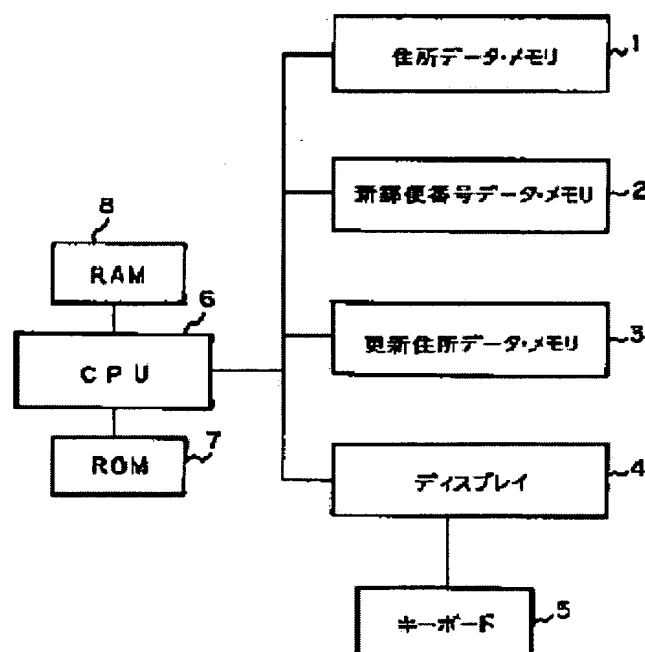 住所データ・メモリ
1
新郵便番号データ・メモリ
2
8
RAM
6
CPU
更新住所データ・メモリ
3
7
ROM
ディスプレイ
4
キーボード
5